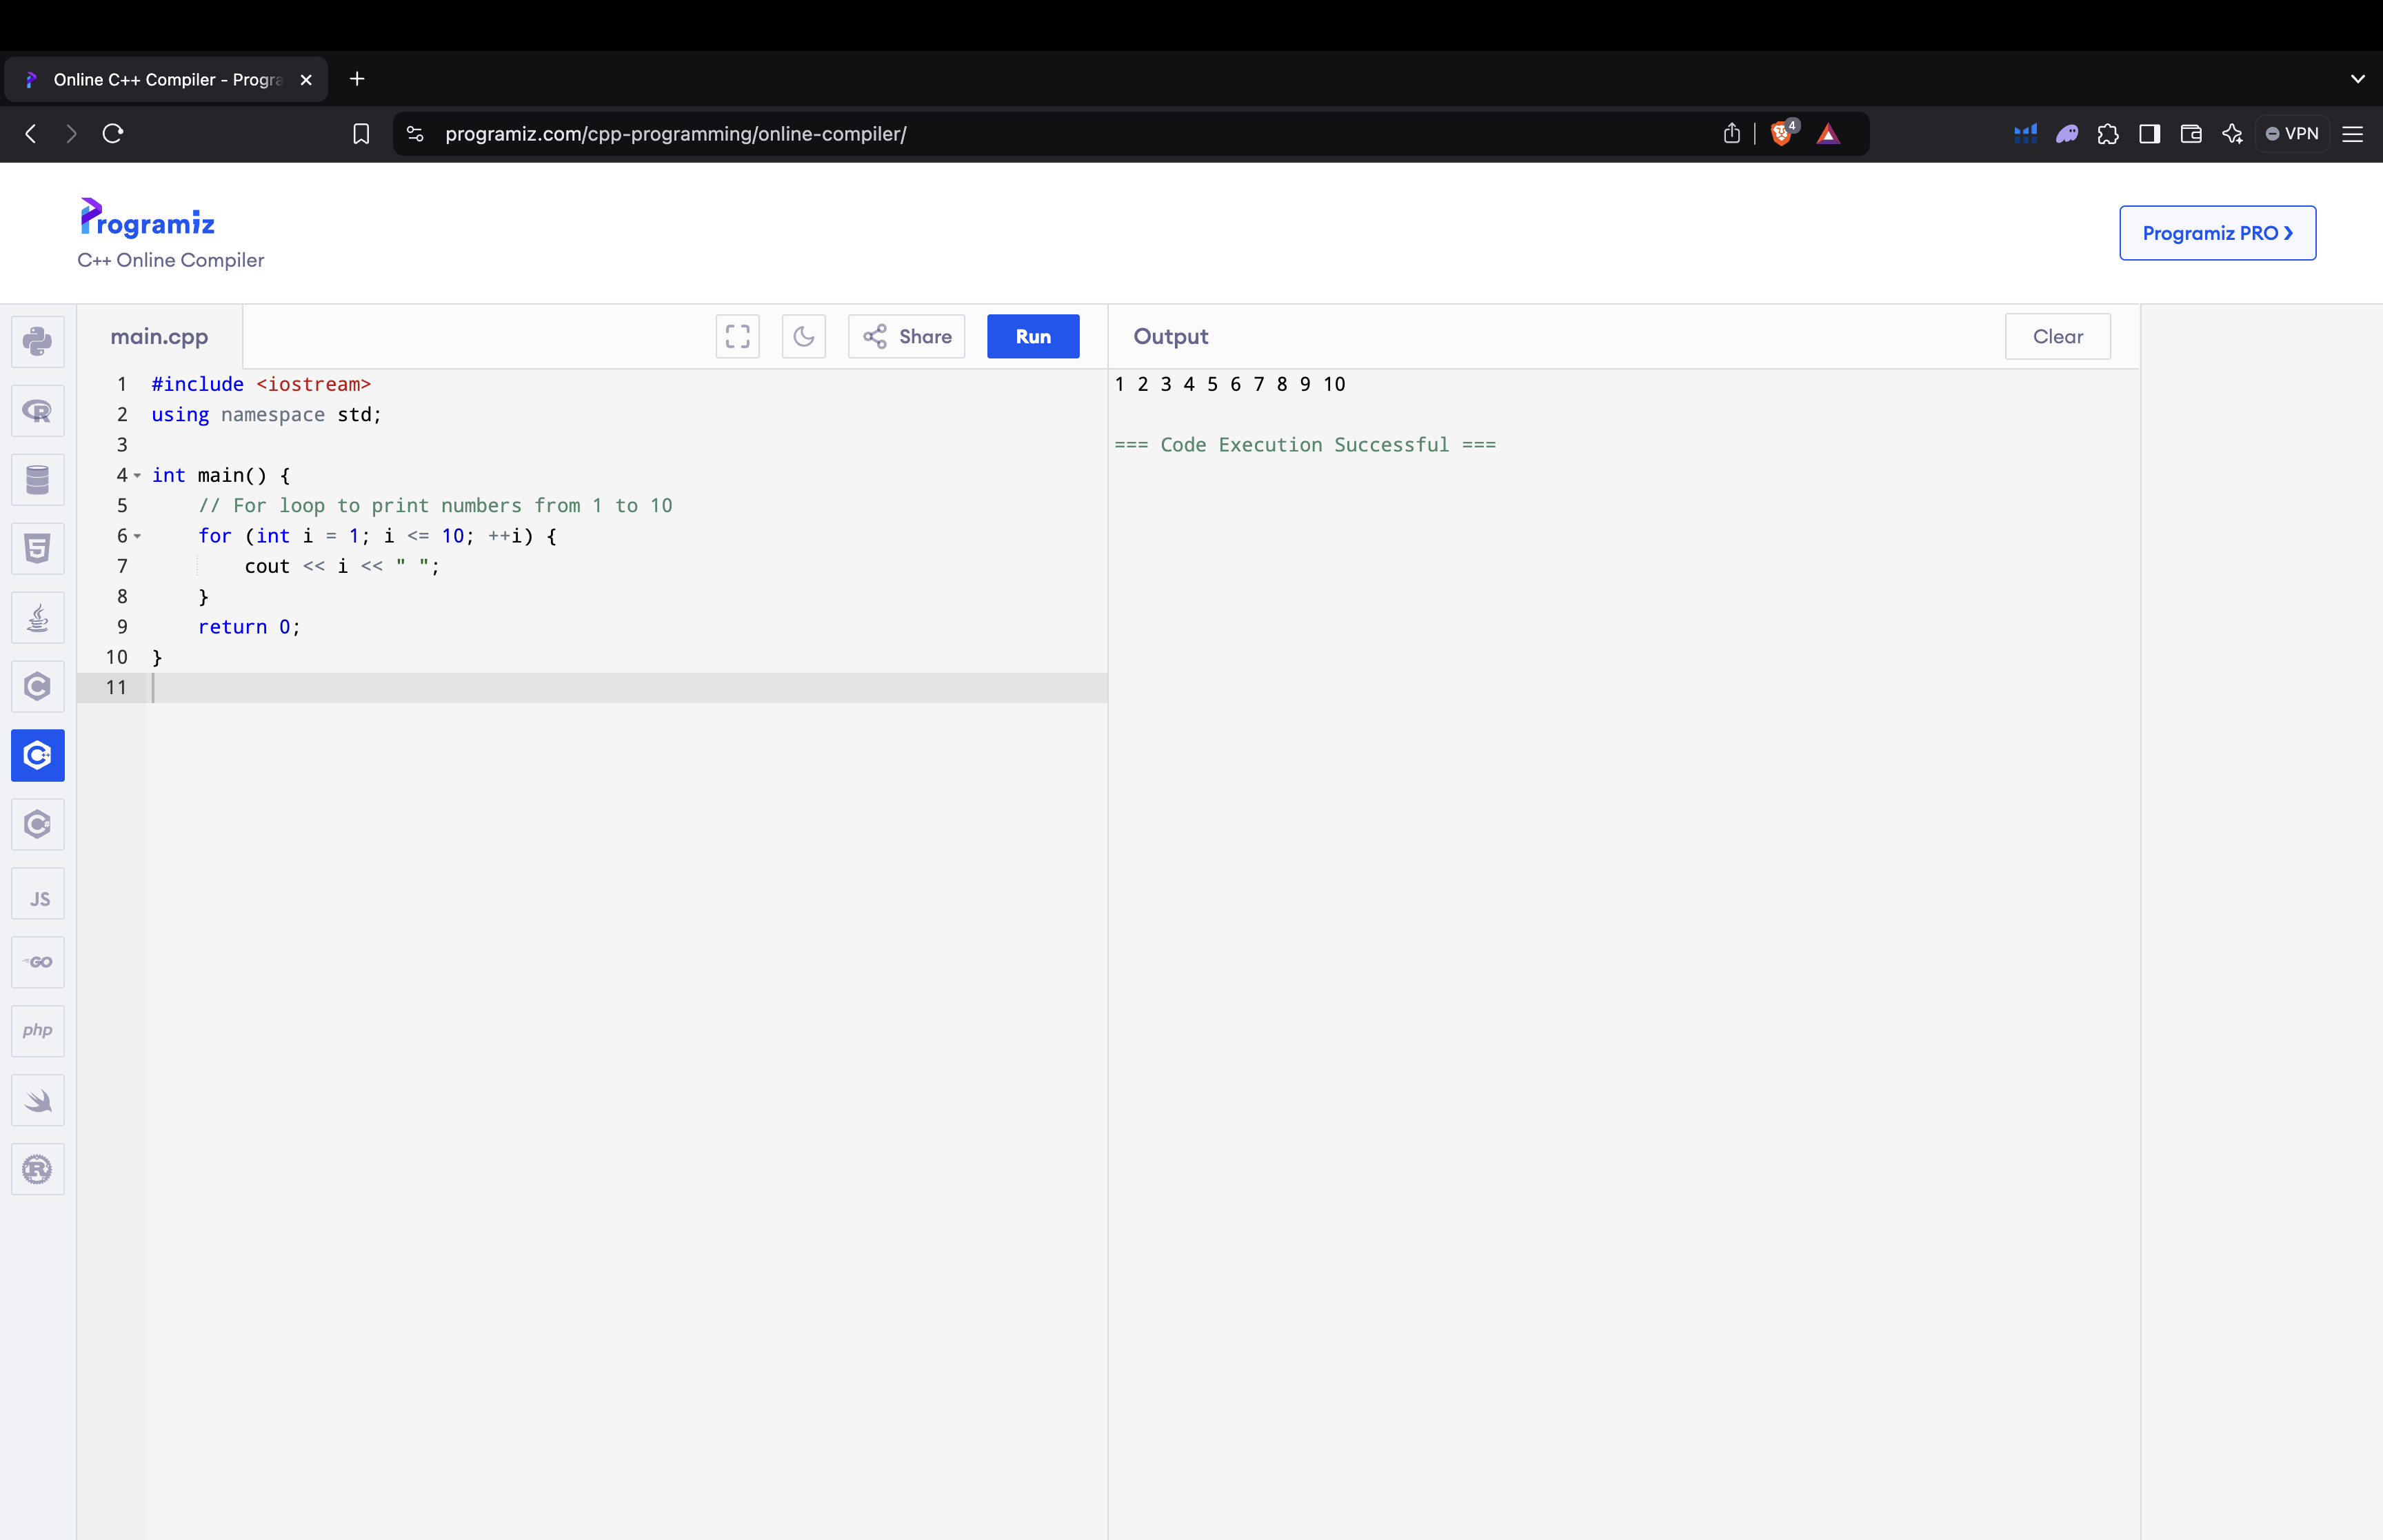 Online C++ Compiler - Progra
programiz.com/cpp-programming/online-compiler/
4
VPN
Programiz
C++ Online Compiler
Programiz PRO ❯
main.cpp
Share
Run
Output
Clear
1 #include <iostream>
2 using namespace std;
3
4 int main() {
5     // For loop to print numbers from 1 to 10
6     for (int i = 1; i <= 10; ++i) {
7         cout << i << " ";
8     }
9     return 0;
10 }
11
1 2 3 4 5 6 7 8 9 10
=== Code Execution Successful ===
R
5
C
C++
C#
JS
GO
php
R